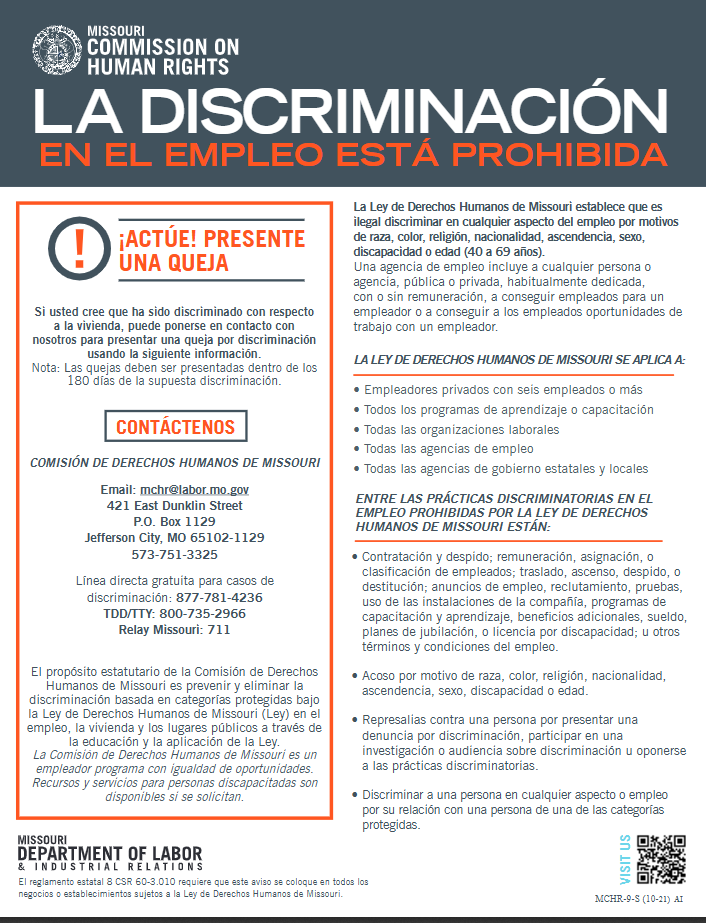 MISSOURI
COMMISSION ON
HUMAN RIGHTS
LA DISCRIMINACIÓN
EN EL EMPLEO ESTÁ PROHIBIDA
!
¡ACTÚE! PRESENTE
UNA QUEJA
Si usted cree que ha sido discriminado con respecto
a la vivienda, puede ponerse en contacto con
nosotros para presentar una queja por discriminación
usando la siguiente información.
Nota: Las quejas deben ser presentadas dentro de los
180 días de la supuesta discriminación.
CONTÁCTENOS
COMISIÓN DE DERECHOS HUMANOS DE MISSOURI
Email: mchr@labor.mo.gov
421 East Dunklin Street
P.O. Box 1129
Jefferson City, MO 65102-1129
573-751-3325
Línea directa gratuita para casos de
discriminación: 877-781-4236
TDD/TTY: 800-735-2966
Relay Missouri: 711
El propósito estatutario de la Comisión de Derechos
Humanos de Missouri es prevenir y eliminar la
discriminación basada en categorías protegidas bajo
la Ley de Derechos Humanos de Missouri (Ley) en el
empleo, la vivienda y los lugares públicos a través de
la educación y la aplicación de la Ley.
La Comisión de Derechos Humanos de Missouri es un
empleador programa con igualdad de oportunidades.
Recursos y servicios para personas discapacitadas son
disponibles si se solicitan.
La Ley de Derechos Humanos de Missouri establece que es
ilegal discriminar en cualquier aspecto del empleo por motivos
de raza, color, religión, nacionalidad, ascendencia, sexo,
discapacidad o edad (40 a 69 años).
Una agencia de empleo incluye a cualquier persona o
agencia, pública o privada, habitualmente dedicada,
con o sin remuneración, a conseguir empleados para un
empleador o a conseguir a los empleados oportunidades de
trabajo con un empleador.
LA LEY DE DERECHOS HUMANOS DE MISSOURI SE APLICA A:
• Empleadores privados con seis empleados o más
• Todos los programas de aprendizaje o capacitación
• Todas las organizaciones laborales
• Todas las agencias de empleo
• Todas las agencias de gobierno estatales y locales
ENTRE LAS PRÁCTICAS DISCRIMINATORIAS EN EL
EMPLEO PROHIBIDAS POR LA LEY DE DERECHOS
HUMANOS DE MISSOURI ESTÁN:
• Contratación y despido; remuneración, asignación, o
clasificación de empleados; traslado, ascenso, despido, o
destitución; anuncios de empleo, reclutamiento, pruebas,
uso de las instalaciones de la compañía, programas de
capacitación y aprendizaje, beneficios adicionales, sueldo,
planes de jubilación, o licencia por discapacidad; u otros
términos y condiciones del empleo.
• Acoso por motivo de raza, color, religión, nacionalidad,
ascendencia, sexo, discapacidad o edad.
• Represalias contra una persona por presentar una
denuncia por discriminación, participar en una
investigación o audiencia sobre discriminación u oponerse
a las prácticas discriminatorias.
• Discriminar a una persona en cualquier aspecto o empleo
por su relación con una persona de una de las categorías
protegidas.
MISSOURI
DEPARTMENT OF LABOR
& INDUSTRIAL RELATIONS
El reglamento estatal 8 CSR 60-3.010 requiere que este aviso se coloque en todos los
negocios o establecimientos sujetos a la Ley de Derechos Humanos de Missouri.
VISIT US
MCHR-9-S (10-21) AI